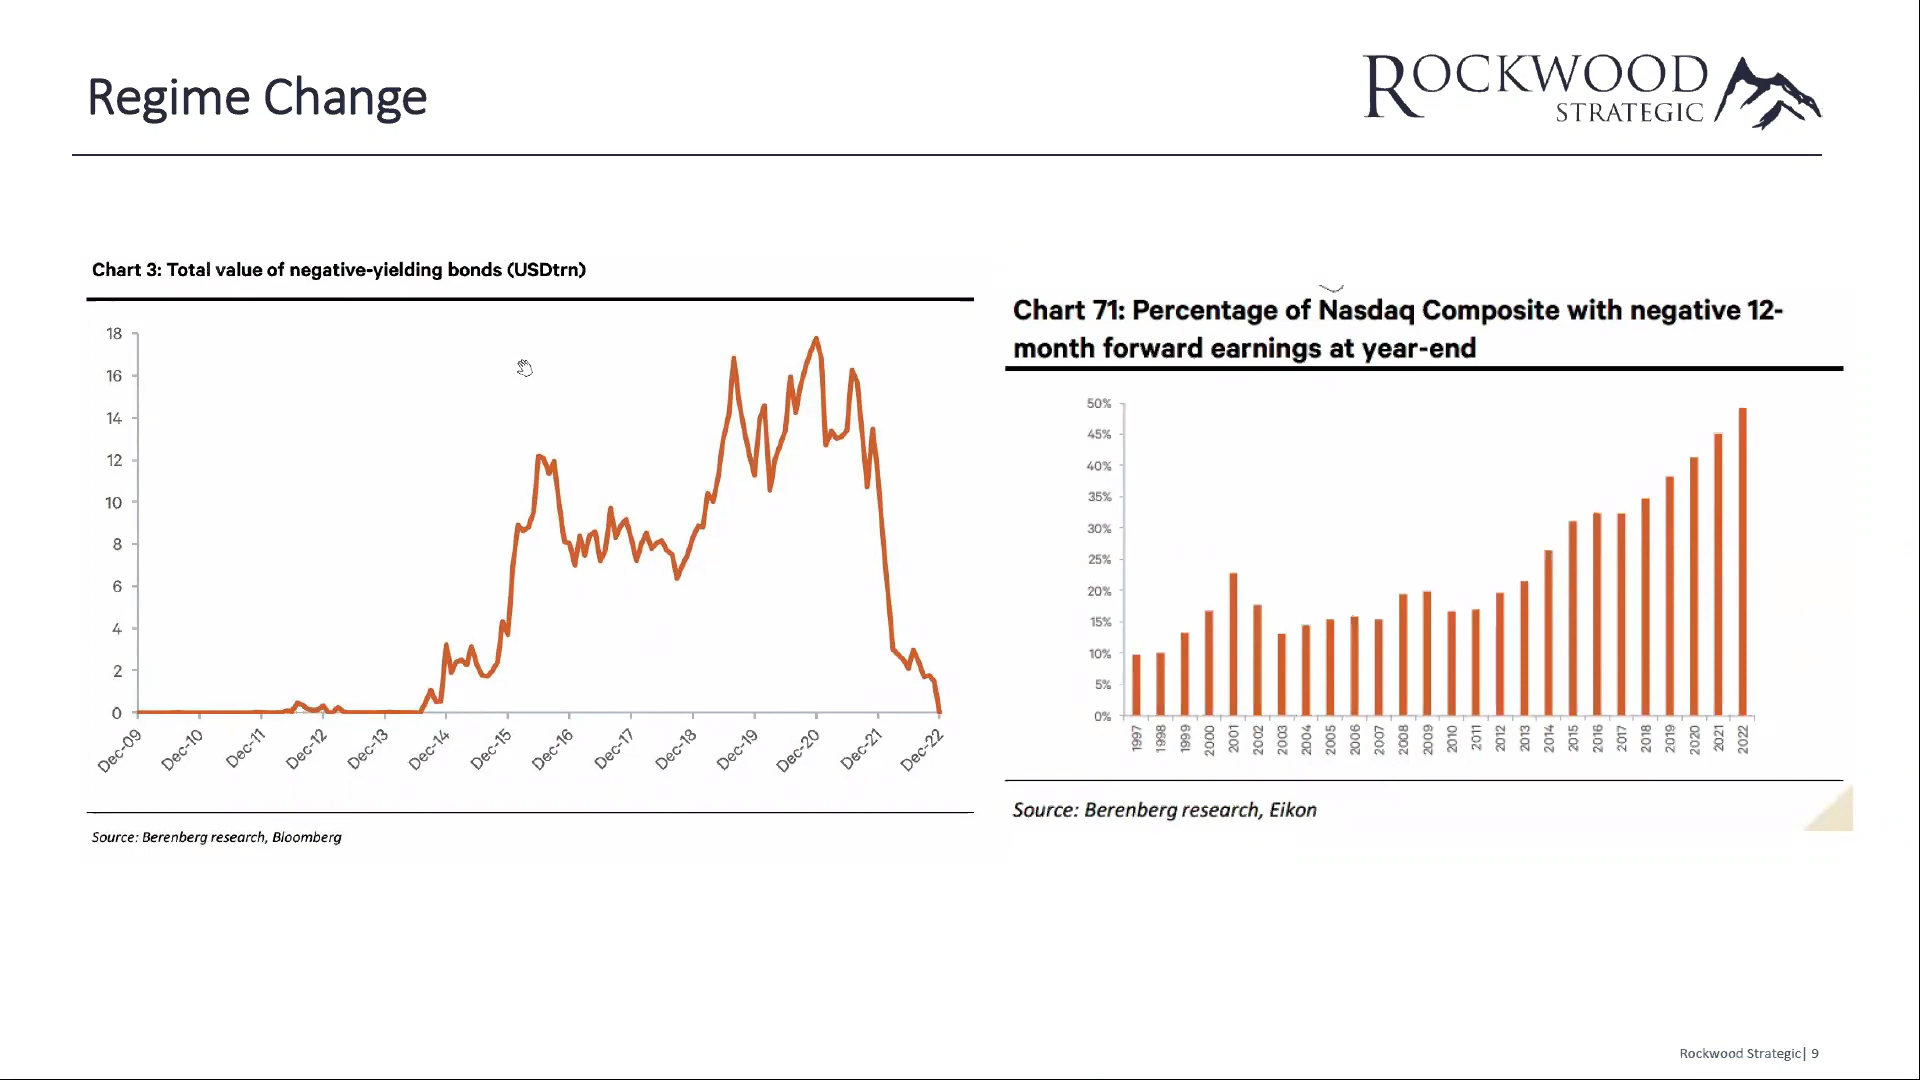 Regime Change
ROCKWOOD
STRATEGIC
Chart 3: Total value of negative-yielding bonds (USDtrn)
18
16
14
12
10
8
6
4
2
0
Dec-09
Dec-10
Dec-11
Dec-12
Dec-13
Dec-14
Dec-15
Dec-16
Dec-17
Dec-18
Dec-19
Dec-20
Dec-21
Dec-22
Source: Berenberg research, Bloomberg
Chart 71: Percentage of Nasdaq Composite with negative 12-
month forward earnings at year-end
50%
45%
40%
35%
30%
25%
20%
15%
10%
5%
0%
1997
1998
1999
2000
2001
2002
2003
2004
2005
2006
2007
2008
2009
2010
2011
2012
2013
2014
2015
2016
2017
2018
2019
2020
2021
2022
Source: Berenberg research, Eikon
Rockwood Strategic| 9